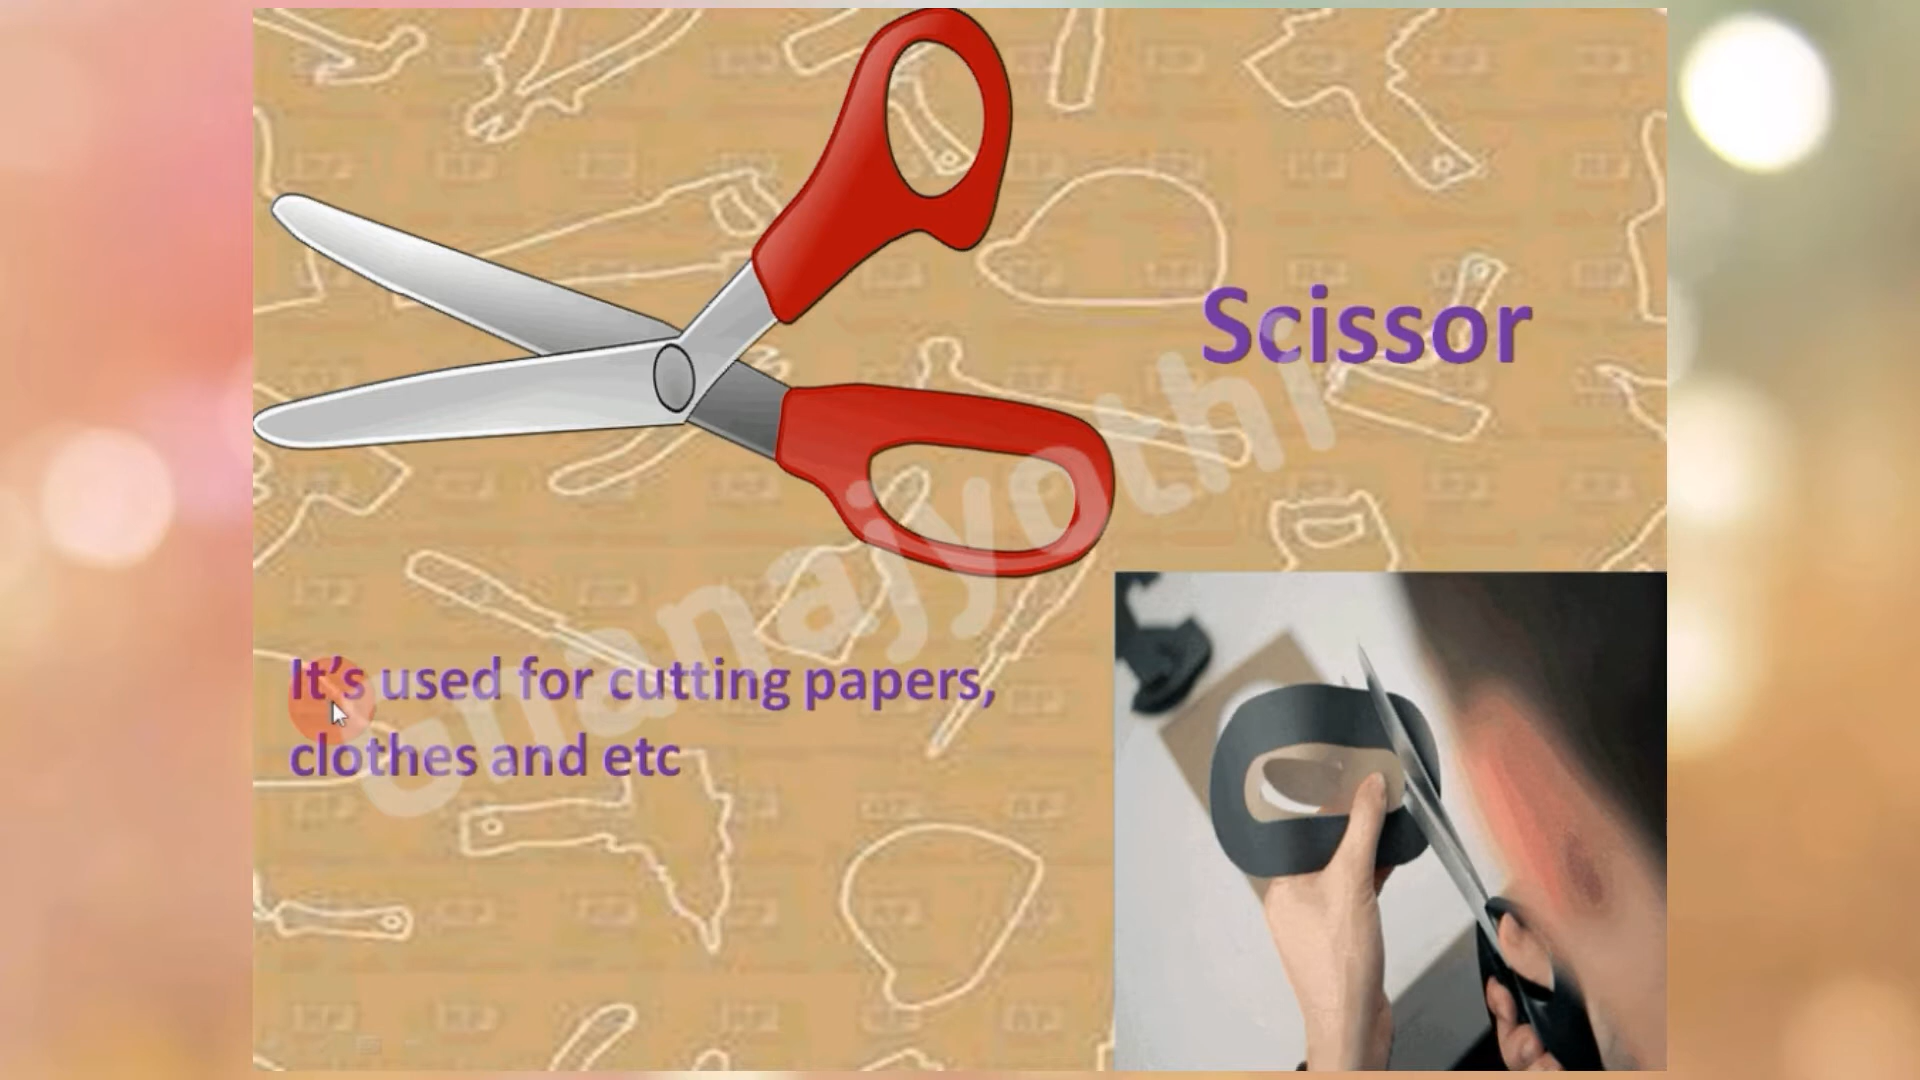 Scissor
It's used for cutting papers,
clothes and etc